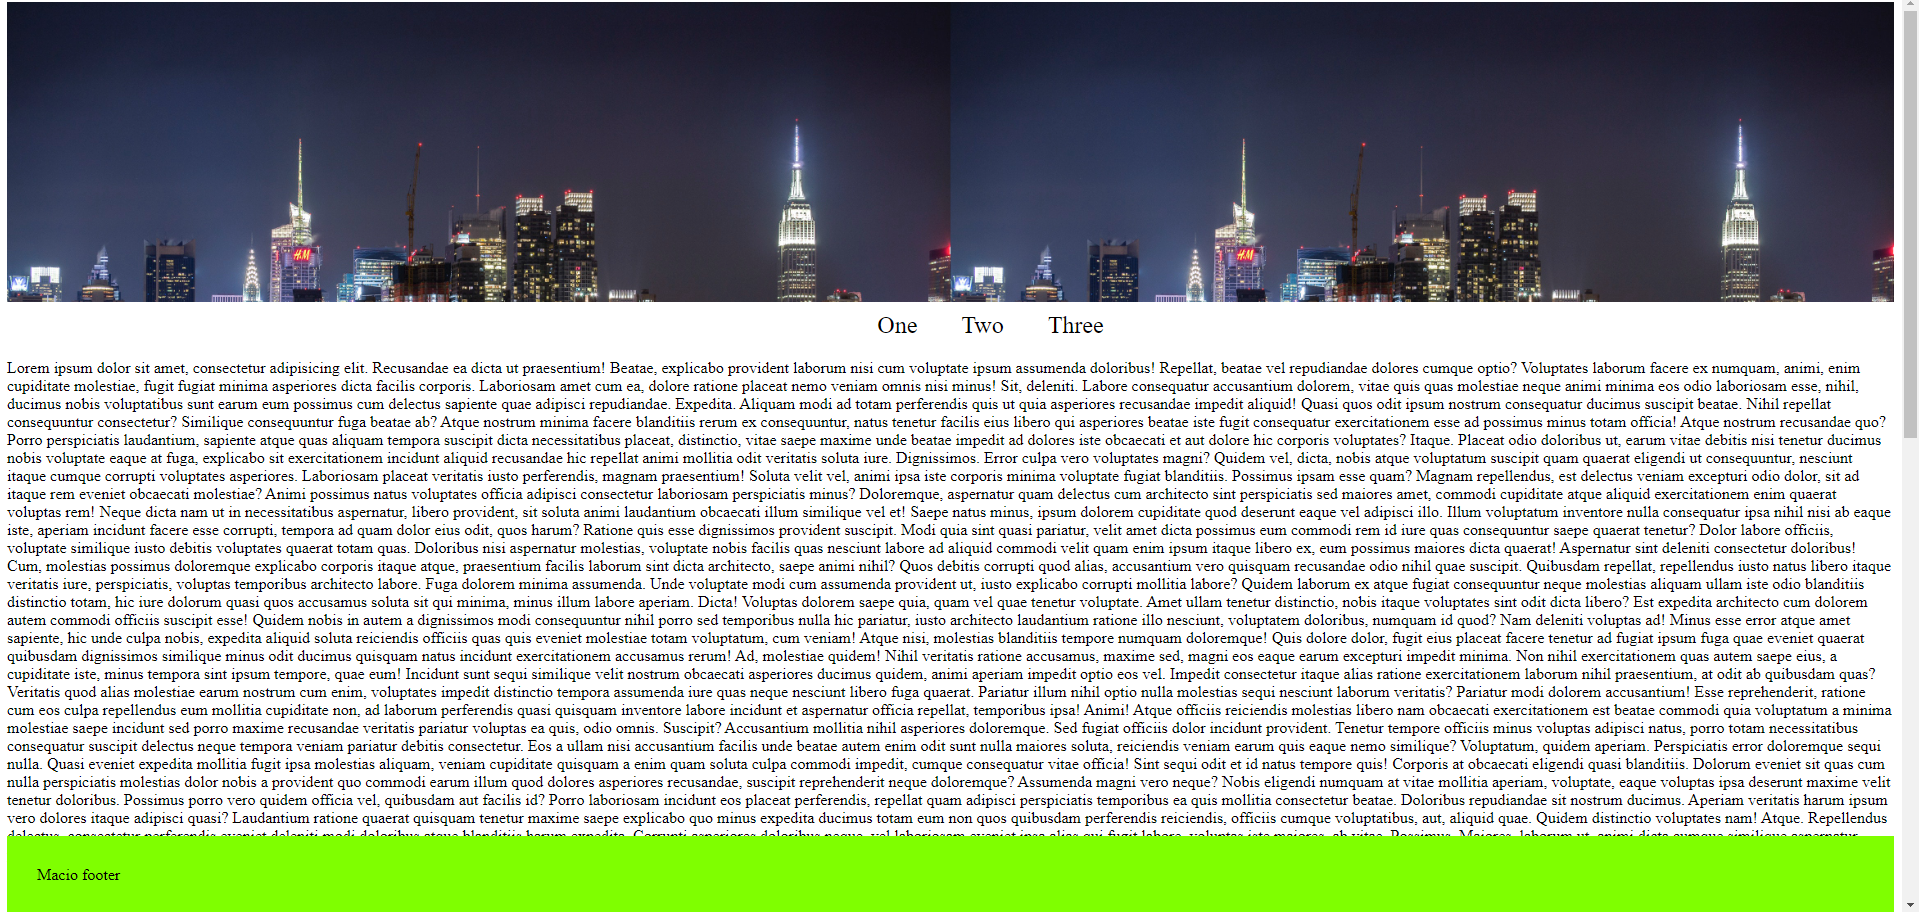 H&M
H&M
One Two Three
Lorem ipsum dolor sit amet, consectetur adipisicing elit. Recusandae ea dicta ut praesentium! Beatae, explicabo provident laborum nisi cum voluptate ipsum assumenda doloribus! Repellat, beatae vel repudiandae dolores cumque optio? Voluptates laborum facere ex numquam, animi, enim
cupiditate molestiae, fugit fugiat minima asperiores dicta facilis corporis. Laboriosam amet cum ea, dolore ratione placeat nemo veniam omnis nisi minus! Sit, deleniti. Labore consequatur accusantium dolorem, vitae quis quas molestiae neque animi minima eos odio laboriosam esse, nihil,
ducimus nobis voluptatibus sunt earum eum possimus cum delectus sapiente quae adipisci repudiandae. Expedita. Aliquam modi ad totam perferendis quis ut quia asperiores recusandae impedit aliquid! Quasi quos odit ipsum nostrum consequatur ducimus suscipit beatae. Nihil repellat
consequuntur consectetur? Similique consequuntur fuga beatae ab? Atque nostrum minima facere blanditiis rerum ex consequuntur, natus tenetur facilis eius libero qui asperiores beatae iste fugit consequatur exercitationem esse ad possimus minus totam officia! Atque nostrum recusandae quo?
Porro perspiciatis laudantium, sapiente atque quas aliquam tempora suscipit dicta necessitatibus placeat, distinctio, vitae saepe maxime unde beatae impedit ad dolores iste obcaecati et aut dolore hic corporis voluptates? Itaque. Placeat odio doloribus ut, earum vitae debitis nisi tenetur ducimus
nobis voluptate eaque at fuga, explicabo sit exercitationem incidunt aliquid recusandae hic repellat animi mollitia odit veritatis soluta iure. Dignissimos. Error culpa vero voluptates magni? Quidem vel, dicta, nobis atque voluptatum suscipit quam quaerat eligendi ut consequuntur, nesciunt
itaque cumque corrupti voluptates asperiores. Laboriosam placeat veritatis iusto perferendis, magnam praesentium! Soluta velit vel, animi ipsa iste corporis minima voluptate fugiat blanditiis. Possimus ipsam esse quam? Magnam repellendus, est delectus veniam excepturi odio dolor, sit ad
itaque rem eveniet obcaecati molestiae? Animi possimus natus voluptates officia adipisci consectetur laboriosam perspiciatis minus? Doloremque, aspernatur quam delectus cum architecto sint perspiciatis sed maiores amet, commodi cupiditate atque aliquid exercitationem enim quaerat
voluptas rem! Neque dicta nam ut in necessitatibus aspernatur, libero provident, sit soluta animi laudantium obcaecati illum similique vel et! Saepe natus minus, ipsum dolorem cupiditate quod deserunt eaque vel adipisci illo. Illum voluptatum inventore nulla consequatur ipsa nihil nisi ab eaque
iste, aperiam incidunt facere esse corrupti, tempora ad quam dolor eius odit, quos harum? Ratione quis esse dignissimos provident suscipit. Modi quia sint quasi pariatur, velit amet dicta possimus eum commodi rem id iure quas consequuntur saepe quaerat tenetur? Dolor labore officiis,
voluptate similique iusto debitis voluptates quaerat totam quas. Doloribus nisi aspernatur molestias, voluptate nobis facilis quas nesciunt labore ad aliquid commodi velit quam enim ipsum itaque libero ex, eum possimus maiores dicta quaerat! Aspernatur sint deleniti consectetur doloribus!
Cum, molestias possimus doloremque explicabo corporis itaque atque, praesentium facilis laborum sint dicta architecto, saepe animi nihil? Quos debitis corrupti quod alias, accusantium vero quisquam recusandae odio nihil quae suscipit. Quibusdam repellat, repellendus iusto natus libero itaque
veritatis iure, perspiciatis, voluptas temporibus architecto labore. Fuga dolorem minima assumenda. Unde voluptate modi cum assumenda provident ut, iusto explicabo corrupti mollitia labore? Quidem laborum ex atque fugiat consequuntur neque molestias aliquam ullam iste odio blanditiis
distinctio totam, hic iure dolorum quasi quos accusamus soluta sit qui minima, minus illum labore aperiam. Dicta! Voluptas dolorem saepe quia, quam vel quae tenetur voluptate. Amet ullam tenetur distinctio, nobis itaque voluptates sint odit dicta libero? Est expedita architecto cum dolorem
autem commodi officiis suscipit esse! Quidem nobis in autem a dignissimos modi consequuntur nihil porro sed temporibus nulla hic pariatur, iusto architecto laudantium ratione illo nesciunt, voluptatem doloribus, numquam id quod? Nam deleniti voluptas ad! Minus esse error atque amet
sapiente, hic unde culpa nobis, expedita aliquid soluta reiciendis officiis quas quis eveniet molestiae totam voluptatum, cum veniam! Atque nisi, molestias blanditiis tempore numquam doloremque! Quis dolore dolor, fugit eius placeat facere tenetur ad fugiat ipsum fuga quae eveniet quaerat
quibusdam dignissimos similique minus odit ducimus quisquam natus incidunt exercitationem accusamus rerum! Ad, molestiae quidem! Nihil veritatis ratione accusamus, maxime sed, magni eos eaque earum excepturi impedit minima. Non nihil exercitationem quas autem saepe eius, a
cupiditate iste, minus tempora sint ipsum tempore, quae eum! Incidunt sunt sequi similique velit nostrum obcaecati asperiores ducimus quidem, animi aperiam impedit optio eos vel. Impedit consectetur itaque alias ratione exercitationem laborum nihil praesentium, at odit ab quibusdam quas?
Veritatis quod alias molestiae earum nostrum cum enim, voluptates impedit distinctio tempora assumenda iure quas neque nesciunt libero fuga quaerat. Pariatur illum nihil optio nulla molestias sequi nesciunt laborum veritatis? Pariatur modi dolorem accusantium! Esse reprehenderit, ratione
cum eos culpa repellendus eum mollitia cupiditate non, ad laborum perferendis quasi quisquam inventore labore incidunt et aspernatur officia repellat, temporibus ipsa! Animi! Atque officiis reiciendis molestias libero nam obcaecati exercitationem est beatae commodi quia voluptatum a minima
molestiae saepe incidunt sed porro maxime recusandae veritatis pariatur voluptas ea quis, odio omnis. Suscipit? Accusantium mollitia nihil asperiores doloremque. Sed fugiat officiis dolor incidunt provident. Tenetur tempore officiis minus voluptas adipisci natus, porro totam necessitatibus
consequatur suscipit delectus neque tempora veniam pariatur debitis consectetur. Eos a ullam nisi accusantium facilis unde beatae autem enim odit sunt nulla maiores soluta, reiciendis veniam earum quis eaque nemo similique? Voluptatum, quidem aperiam. Perspiciatis error doloremque sequi
nulla. Quasi eveniet expedita mollitia fugit ipsa molestias aliquam, veniam cupiditate quisquam a enim quam soluta culpa commodi impedit, cumque consequatur vitae officia! Sint sequi odit et id natus tempore quis! Corporis at obcaecati eligendi quasi blanditiis. Dolorum eveniet sit quas cum
nulla perspiciatis molestias dolor nobis a provident quo commodi earum illum quod dolores asperiores recusandae, suscipit reprehenderit neque doloremque? Assumenda magni vero neque? Nobis eligendi numquam at vitae mollitia aperiam, voluptate, eaque voluptas ipsa deserunt maxime velit
tenetur doloribus. Possimus porro vero quidem officia vel, quibusdam aut facilis id? Porro laboriosam incidunt eos placeat perferendis, repellat quam adipisci perspiciatis temporibus ea quis mollitia consectetur beatae. Doloribus repudiandae sit nostrum ducimus. Aperiam veritatis harum ipsum
vero dolores itaque adipisci quasi? Laudantium ratione quaerat quisquam tenetur maxime saepe explicabo quo minus expedita ducimus totam eum non quos quibusdam perferendis reiciendis, officiis cumque voluptatibus, aut, aliquid quae. Quidem distinctio voluptates nam! Atque. Repellendus
Macio footer